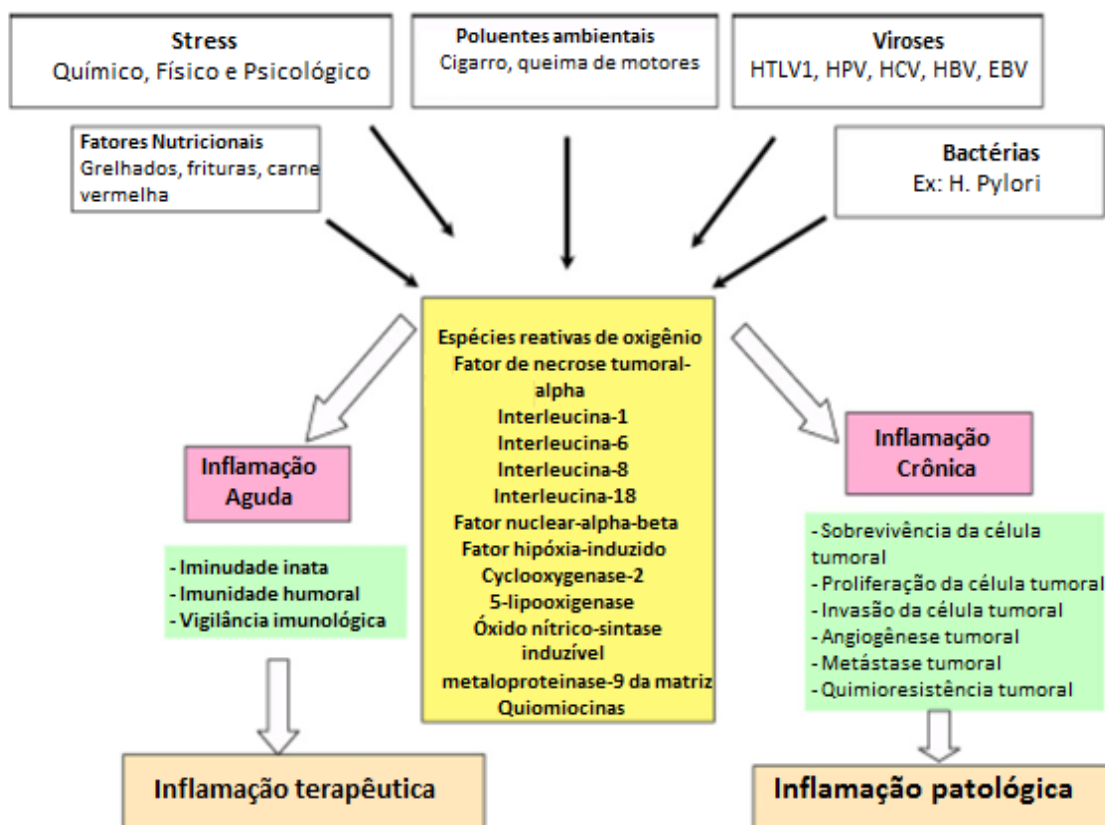 Stress
Químico, Físico e Psicológico
Poluentes ambientais
Cigarro, queima de motores
Viroses
HTLV1, HPV, HCV, HBV, EBV
Fatores Nutricionais
Grelhados, frituras, carne
vermelha
Bactérias
Ex: H. Pylori
Espécies reativas de oxigênio
Fator de necrose tumoral-
alpha
Interleucina-1
Interleucina-6
Interleucina-8
Interleucina-18
Fator nuclear-alpha-beta
Fator hipóxia-induzido
Cyclooxygenase-2
5-lipooxigenase
Óxido nítrico-sintase
induzível
metaloproteinase-9 da matriz
Quiomiocinas
Inflamação
Aguda
- Iminudade inata
- Imunidade humoral
- Vigilância imunológica
Inflamação terapêutica
Inflamação
Crônica
- Sobrevivência da célula
tumoral
- Proliferação da célula tumoral
- Invasão da célula tumoral
- Angiogênese tumoral
- Metástase tumoral
- Quimioresistência tumoral
Inflamação patológica